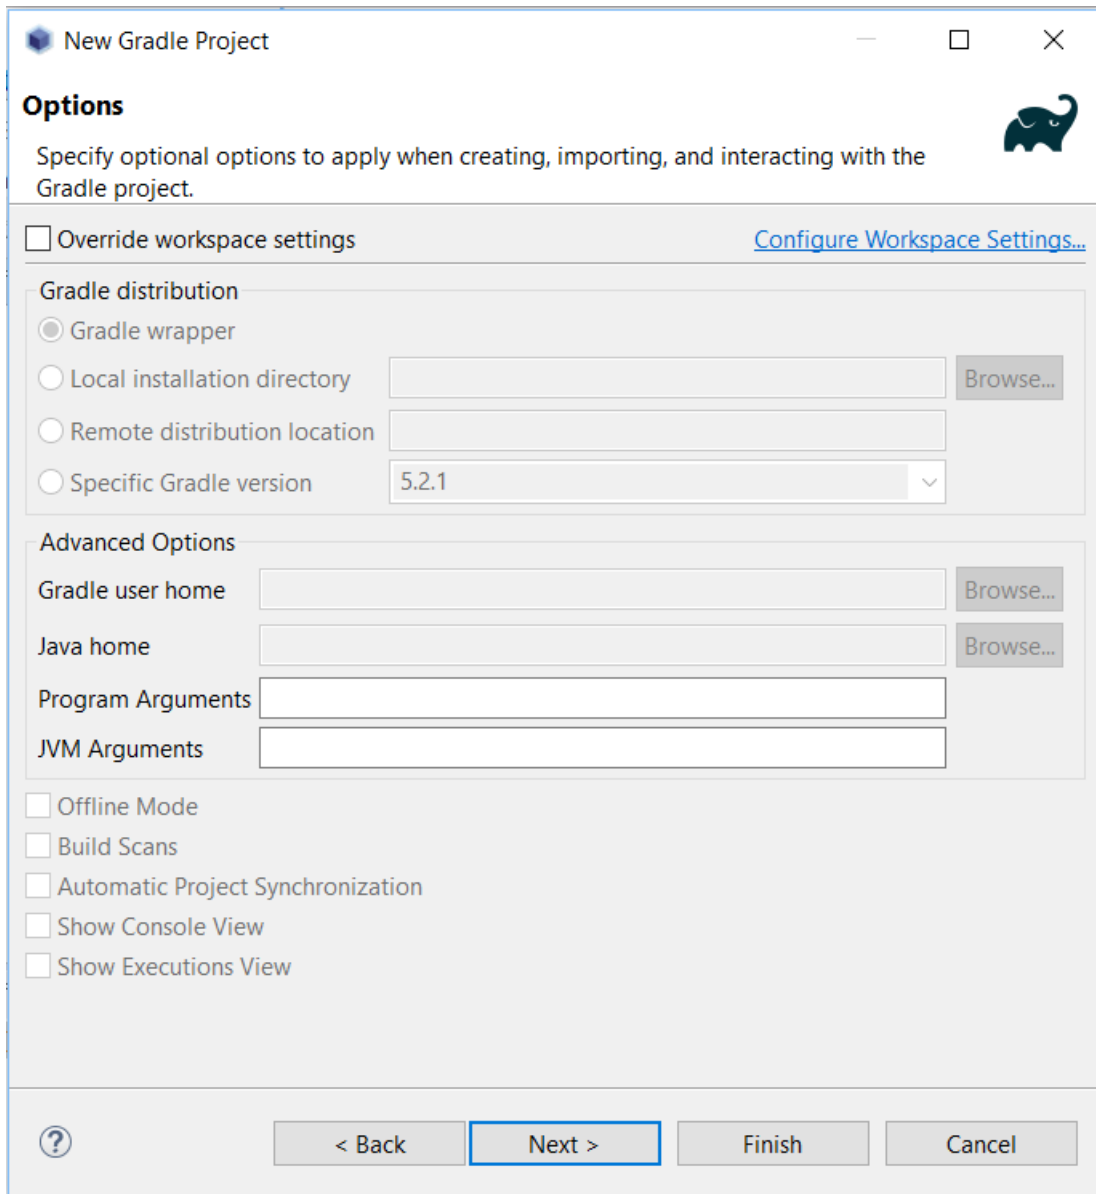 New Gradle Project
Options
Specify optional options to apply when creating, importing, and interacting with the
Gradle project.
Override workspace settings Configure Workspace Settings...
Gradle distribution
Gradle wrapper
Local installation directory Browse...
Remote distribution location
Specific Gradle version 5.2.1
Advanced Options
Gradle user home Browse...
Java home Browse...
Program Arguments
JVM Arguments
Offline Mode
Build Scans
Automatic Project Synchronization
Show Console View
Show Executions View
? < Back Next > Finish Cancel